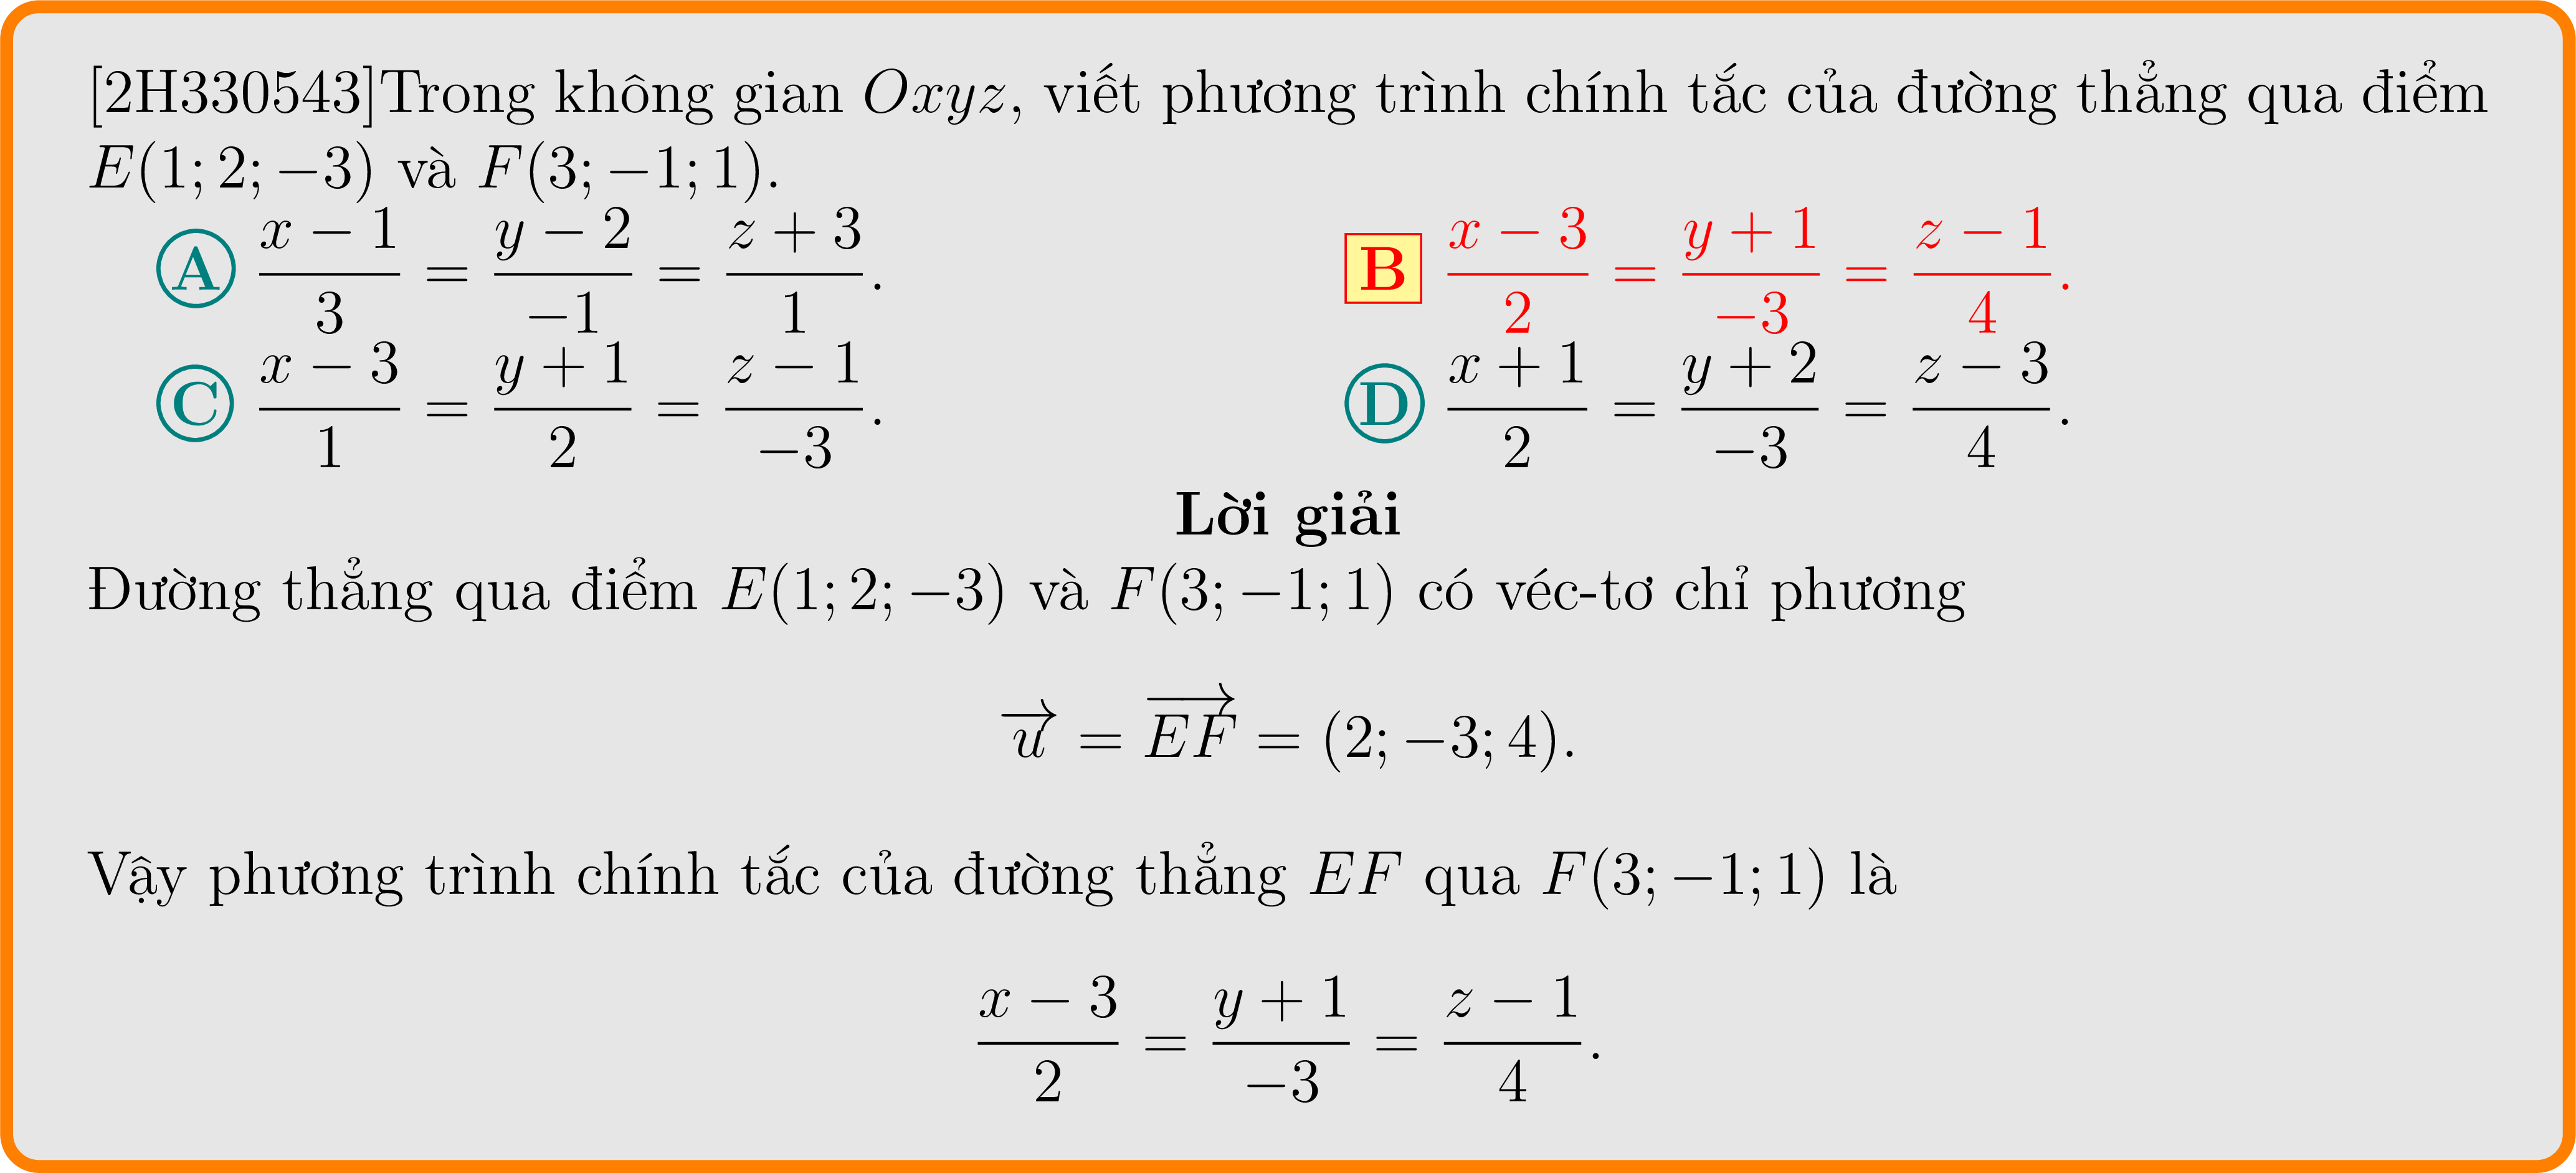 [2H330543]Trong không gian Oxyz, viết phương trình chính tắc của đường thẳng qua điểm
E(1; 2; −3) và F(3; −1; 1).
A $\frac{x-1}{3} = \frac{y-2}{-1} = \frac{z+3}{1}$. B $\frac{x-3}{2} = \frac{y+1}{-3} = \frac{z-1}{4}$.
C $\frac{x-3}{1} = \frac{y+1}{2} = \frac{z-1}{-3}$. D $\frac{x+1}{2} = \frac{y+2}{-3} = \frac{z-3}{4}$.
Lời giải
Đường thẳng qua điểm E(1; 2; −3) và F(3; −1; 1) có véc-tơ chỉ phương
$\overrightarrow{u} = \overrightarrow{EF} = (2; -3; 4)$.
Vậy phương trình chính tắc của đường thẳng EF qua F(3; −1; 1) là
$\frac{x-3}{2} = \frac{y+1}{-3} = \frac{z-1}{4}$.